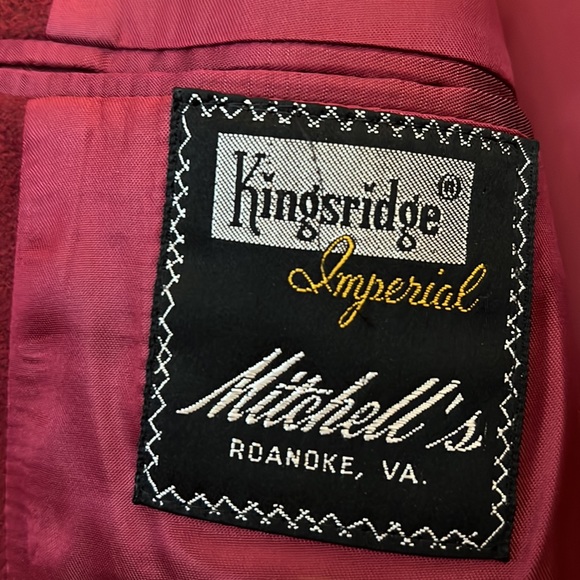 Kingsridge®
Imperial
Mitchell's
ROANOKE, VA.